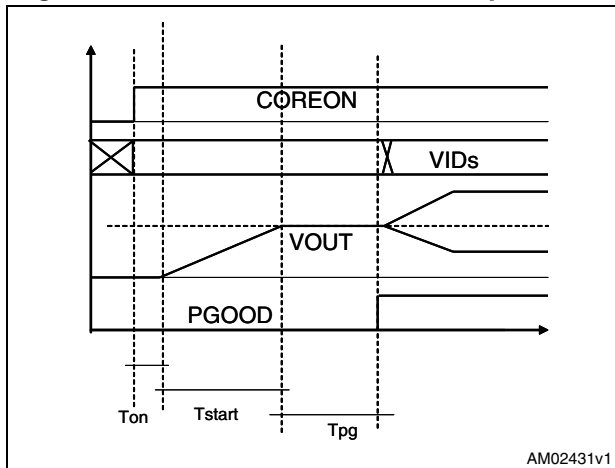 COREON
VIDs
VOUT
PGOOD
Ton
Tstart
Tpg
AM02431v1